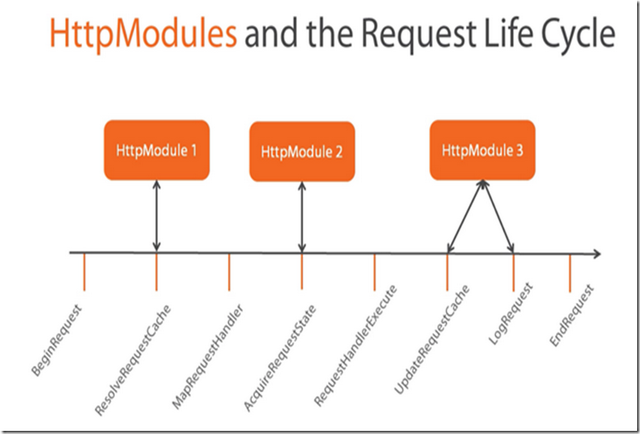 HttpModules and the Request Life Cycle
HttpModule 1
HttpModule 2
HttpModule 3
BeginRequest
ResolveRequestCache
MapRequestHandler
AcquireRequestState
RequestHandlerExecute
UpdateRequestCache
LogRequest
EndRequest